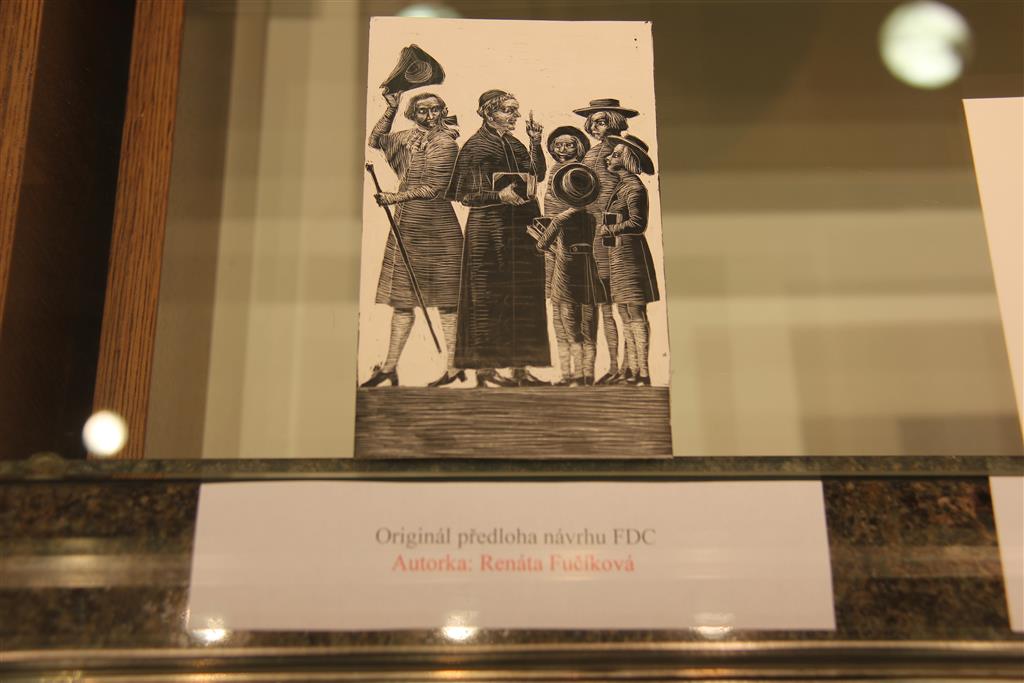 Originál předloha návrhu FDC
Autorka: Renáta Fučíková